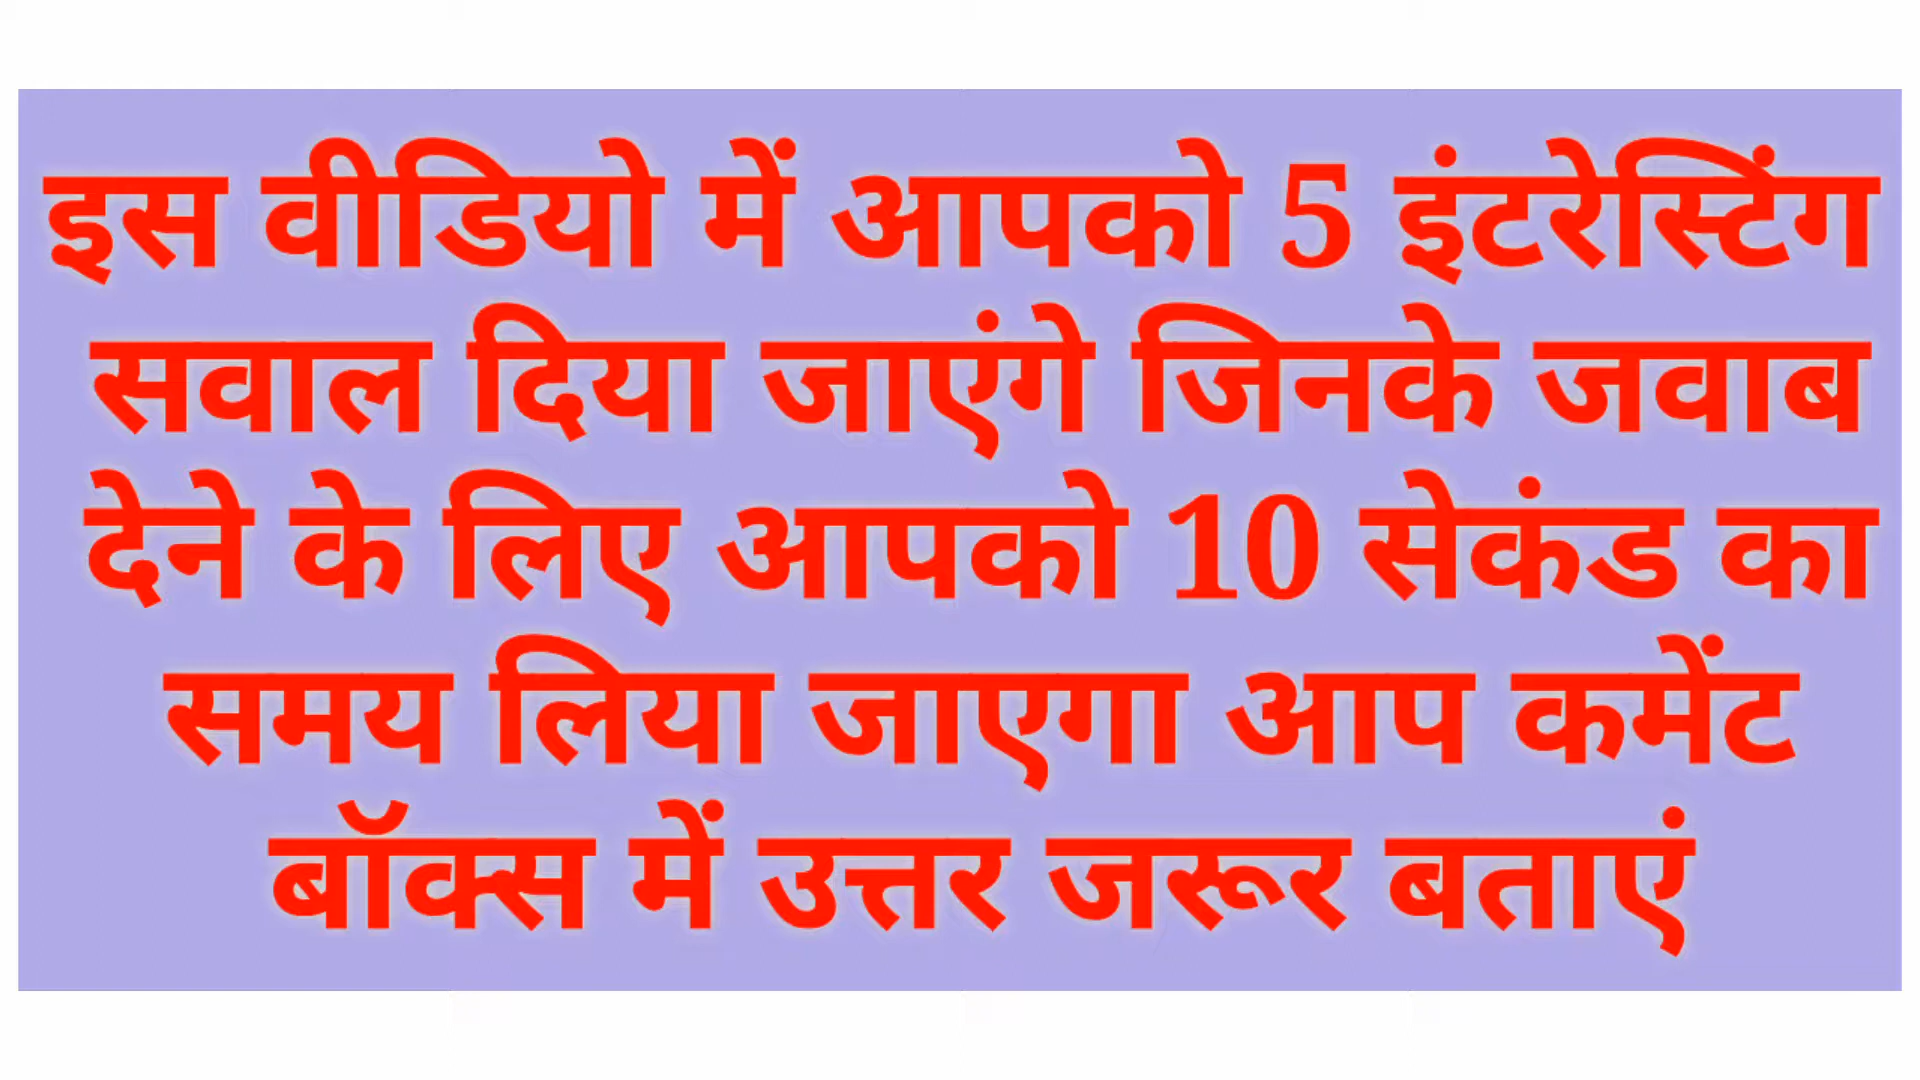 इस वीडियो में आपको 5 इंटरेस्टिंग
सवाल दिया जाएंगे जिनके जवाब
देने के लिए आपको 10 सेकंड का
समय लिया जाएगा आप कमेंट
बॉक्स में उत्तर जरूर बताएं